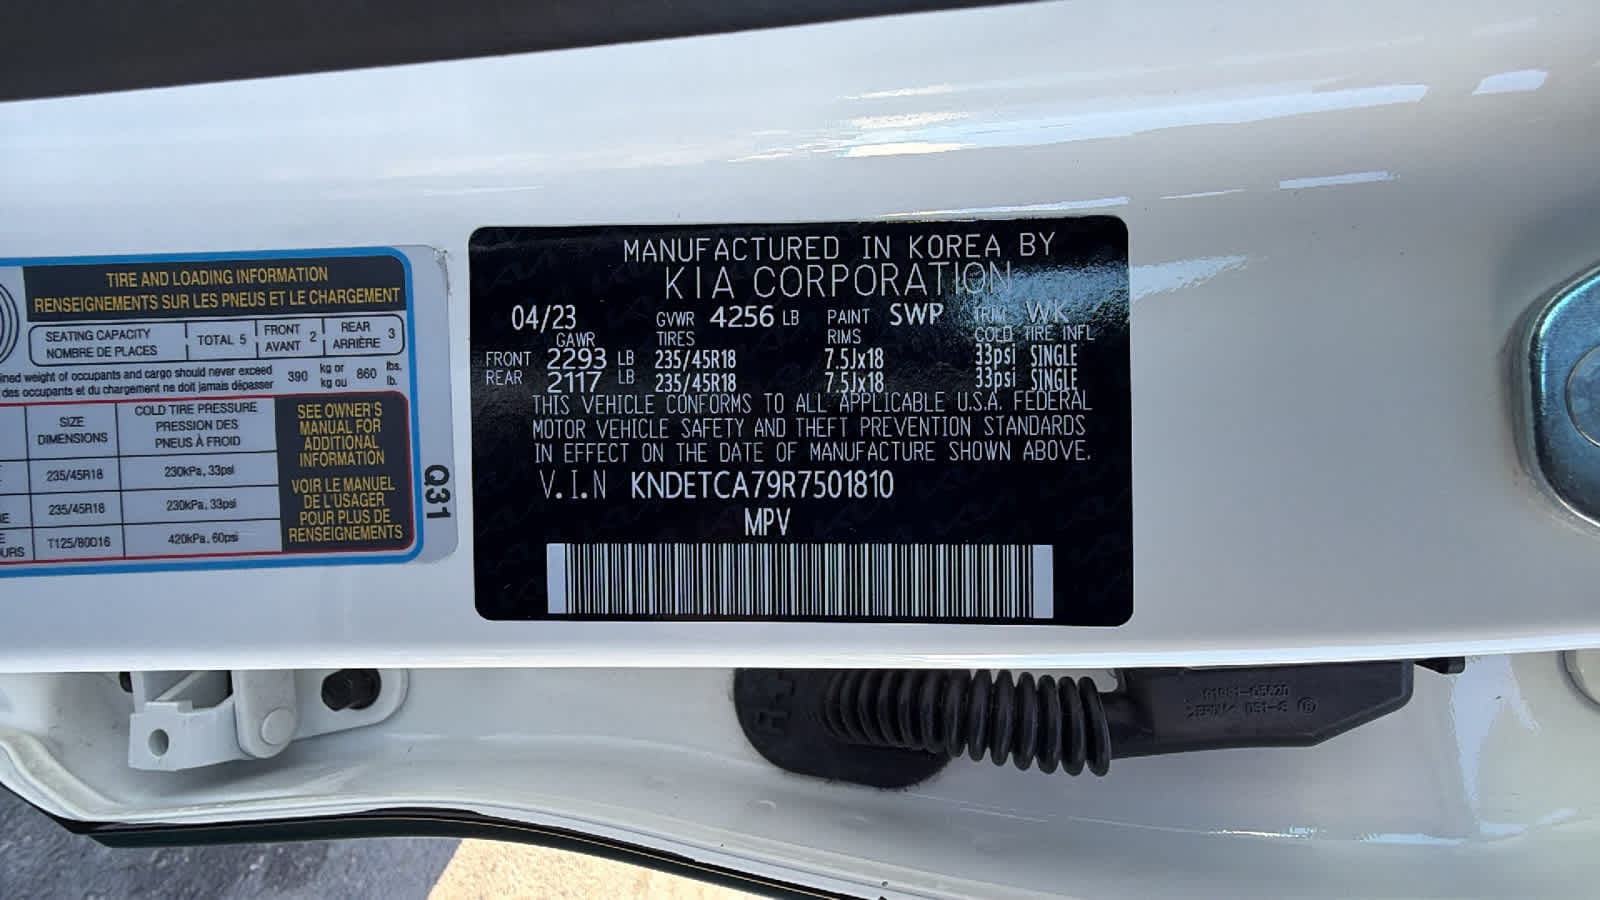 TIRE AND LOADING INFORMATION
RENSEIGNEMENTS SUR LES PNEUS ET LE CHARGEMENT
SEATING CAPACITY
NOMBRE DE PLACES
TOTAL 5
FRONT
AVANT 2
REAR
ARRIÈRE 3
weight of occupants and cargo should never exceed
des occupants et du chargement ne doit jamais dépasser
390 kg or
kg ou 860 lbs.
lb.
SIZE
DIMENSIONS
COLD TIRE PRESSURE
PRESSION DES
PNEUS À FROID
235/45R18 230kPa, 33psi
235/45R18 230kPa, 33psi
T125/80D16 420kPa, 60psi
SEE OWNER'S
MANUAL FOR
ADDITIONAL
INFORMATION
VOIR LE MANUEL
DE L'USAGER
POUR PLUS DE
RENSEIGNEMENTS
Q31
MANUFACTURED IN KOREA BY
KIA CORPORATION
04/23 GVWR 4256 LB PAINT SWP TRIM WK
GAWR TIRES RIMS COLD TIRE INFL
FRONT 2293 LB 235/45R18 7.5Jx18 33psi SINGLE
REAR 2117 LB 235/45R18 7.5Jx18 33psi SINGLE
THIS VEHICLE CONFORMS TO ALL APPLICABLE U.S.A. FEDERAL
MOTOR VEHICLE SAFETY AND THEFT PREVENTION STANDARDS
IN EFFECT ON THE DATE OF MANUFACTURE SHOWN ABOVE.
V.I.N KNDETCA79R7501810
MPV